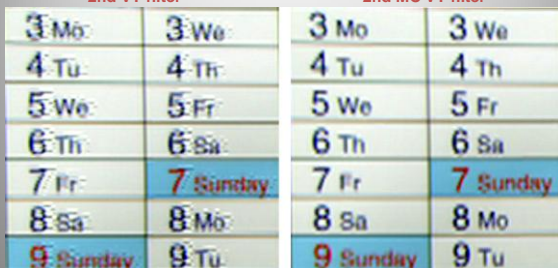 3 Mo 3 We 3 Mo 3 We
4 Tu 4 Th 4 Tu 4 Th
5 We 5 Fr 5 We 5 Fr
6 Th 6 Sa 6 Th 6 Sa
7 Fr 7 Sunday 7 Fr 7 Sunday
8 Sa 8 Mo 8 Sa 8 Mo
9 Sunday 9 Tu 9 Sunday 9 Tu